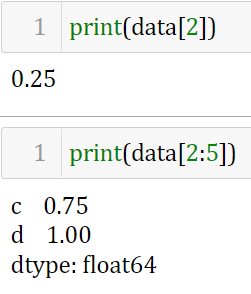 1 print(data[2])
0.25
1 print(data[2:5])
c 0.75
d 1.00
dtype: float64